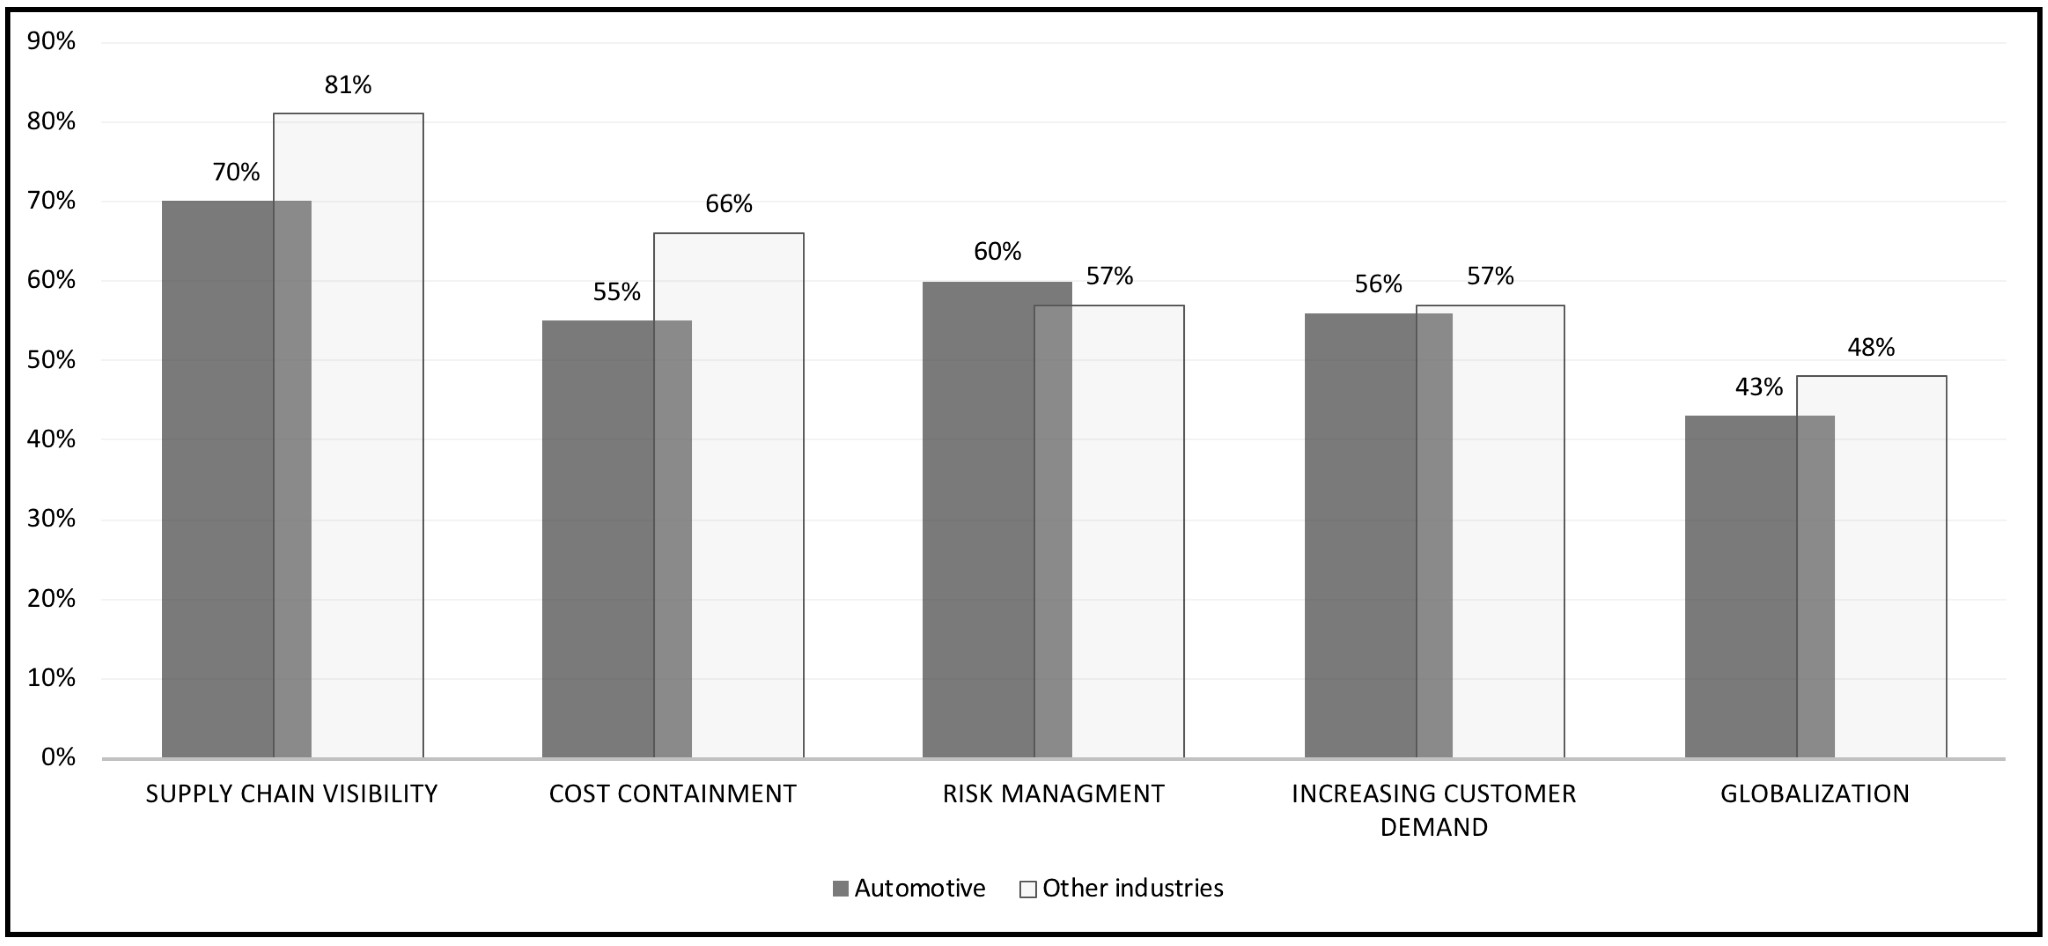 90%
80%
70%
60%
50%
40%
30%
20%
10%
0%
70%
81%
55%
66%
60%
57%
56%
57%
43%
48%
SUPPLY CHAIN VISIBILITY
COST CONTAINMENT
RISK MANAGMENT
INCREASING CUSTOMER
DEMAND
GLOBALIZATION
Automotive
Other industries